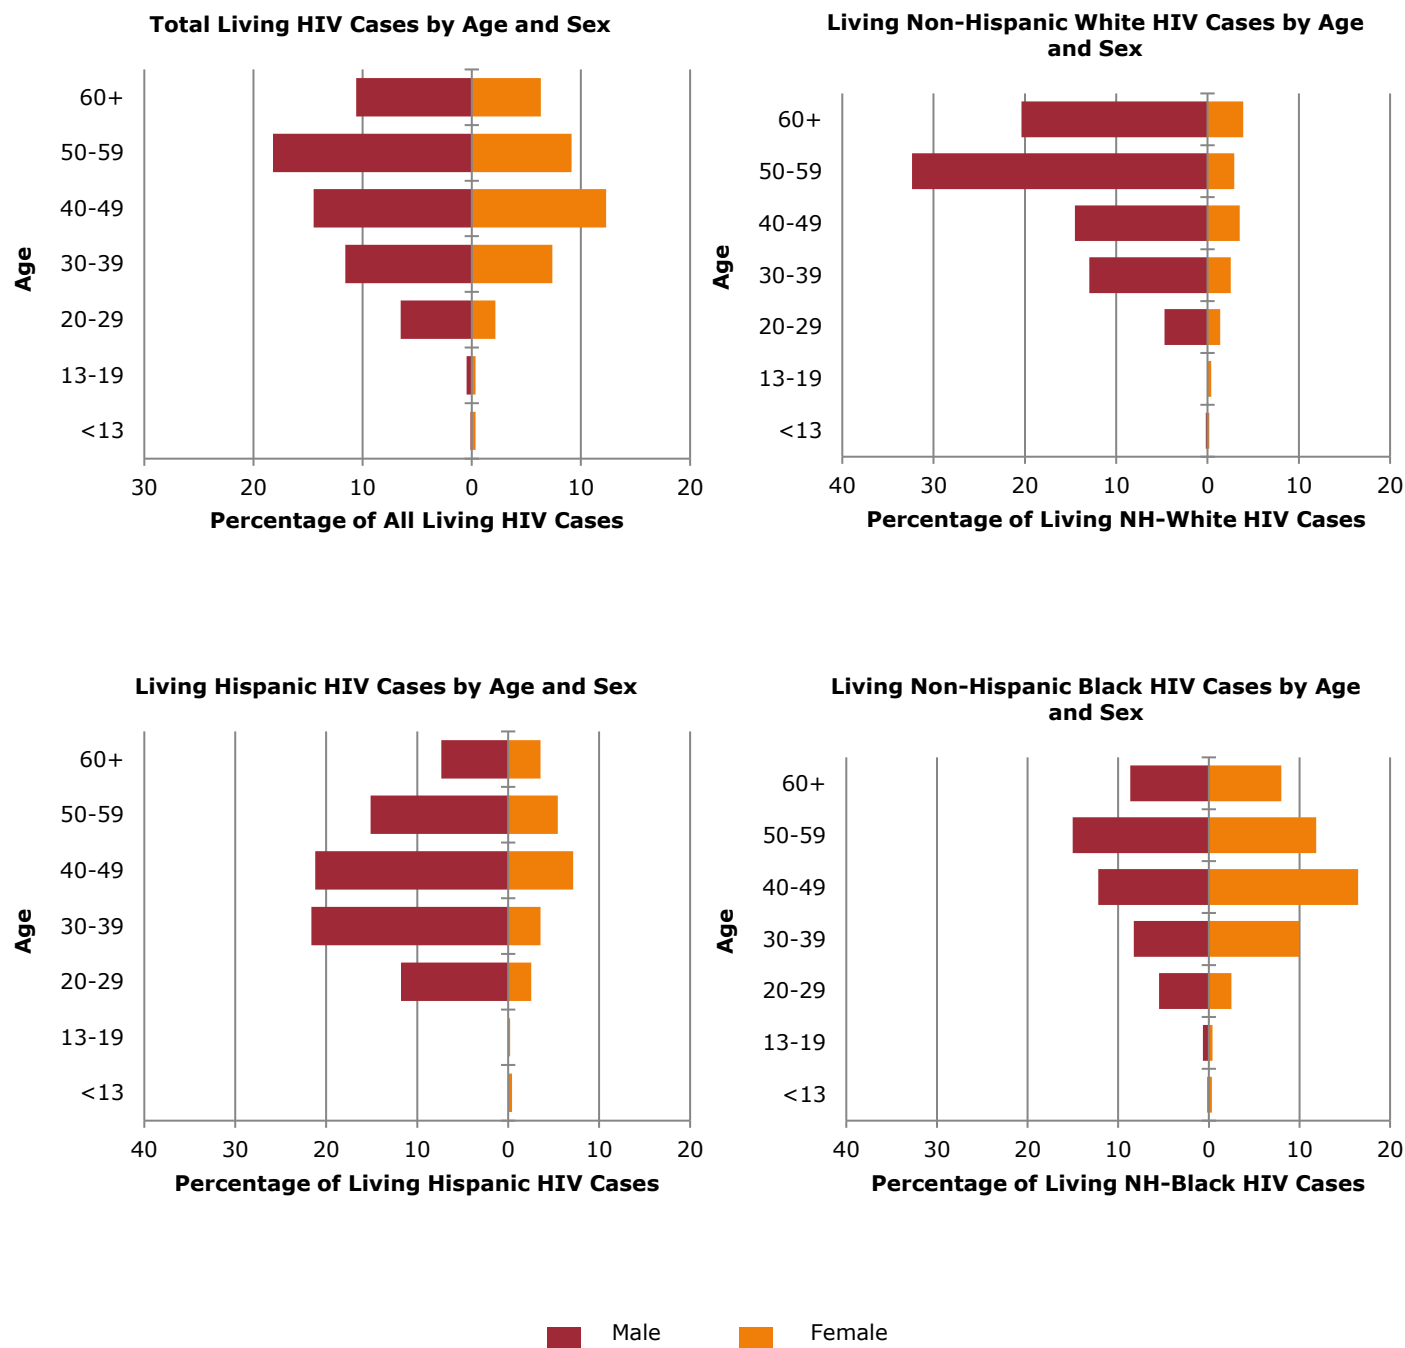 Total Living HIV Cases by Age and Sex
60+
50-59
40-49
30-39
20-29
13-19
<13
Age
30 20 10 0 10 20
Percentage of All Living HIV Cases
Living Non-Hispanic White HIV Cases by Age
and Sex
60+
50-59
40-49
30-39
20-29
13-19
<13
Age
40 30 20 10 0 10 20
Percentage of Living NH-White HIV Cases
Living Hispanic HIV Cases by Age and Sex
60+
50-59
40-49
30-39
20-29
13-19
<13
Age
40 30 20 10 0 10 20
Percentage of Living Hispanic HIV Cases
Living Non-Hispanic Black HIV Cases by Age
and Sex
60+
50-59
40-49
30-39
20-29
13-19
<13
Age
40 30 20 10 0 10 20
Percentage of Living NH-Black HIV Cases
Male Female